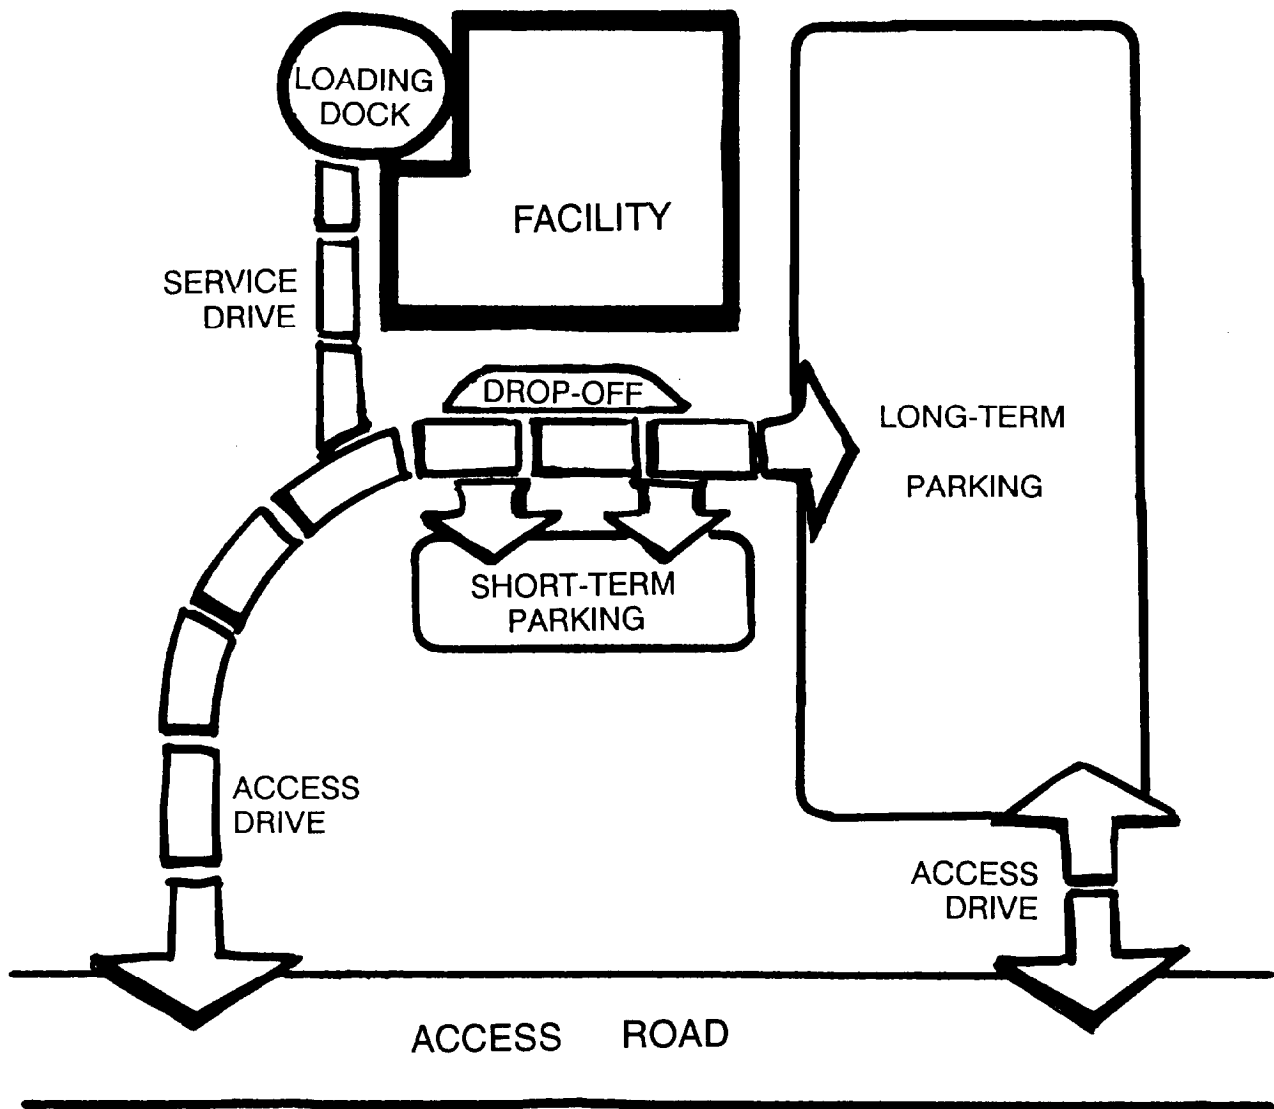 LOADING
DOCK
FACILITY
SERVICE
DRIVE
DROP-OFF
LONG-TERM
PARKING
SHORT-TERM
PARKING
ACCESS
DRIVE
ACCESS
DRIVE
ACCESS ROAD